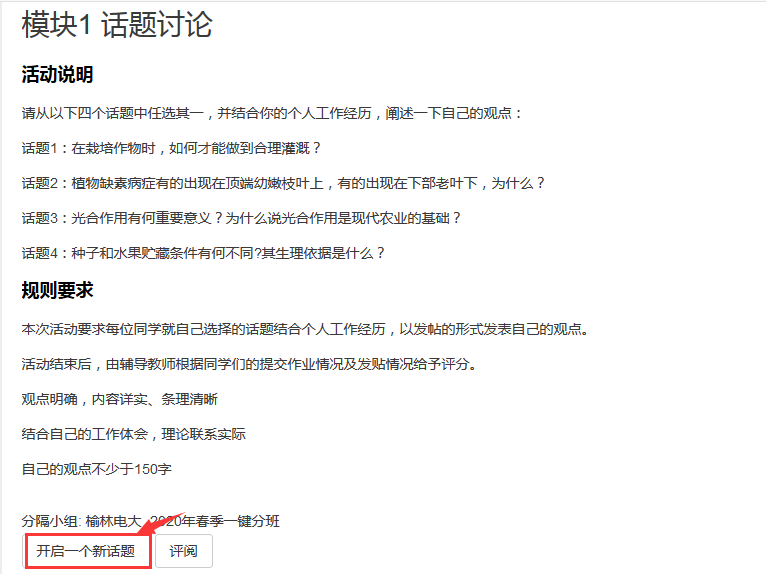 模块1 话题讨论
活动说明
请从以下四个话题中任选其一，并结合你的个人工作经历，阐述一下自己的观点：
话题1：在栽培作物时，如何才能做到合理灌溉？
话题2：植物缺素病症有的出现在顶端幼嫩枝叶上，有的出现在下部老叶下，为什么？
话题3：光合作用有何重要意义？为什么说光合作用是现代农业的基础？
话题4：种子和水果贮藏条件有何不同?其生理依据是什么？
规则要求
本次活动要求每位同学就自己选择的话题结合个人工作经历，以发帖的形式发表自己的观点。
活动结束后，由辅导教师根据同学们的提交作业情况及发贴情况给予评分。
观点明确，内容详实、条理清晰
结合自己的工作体会，理论联系实际
自己的观点不少于150字
分隔小组: 榆林电大_2020年春季一键分班
开启一个新话题 评阅